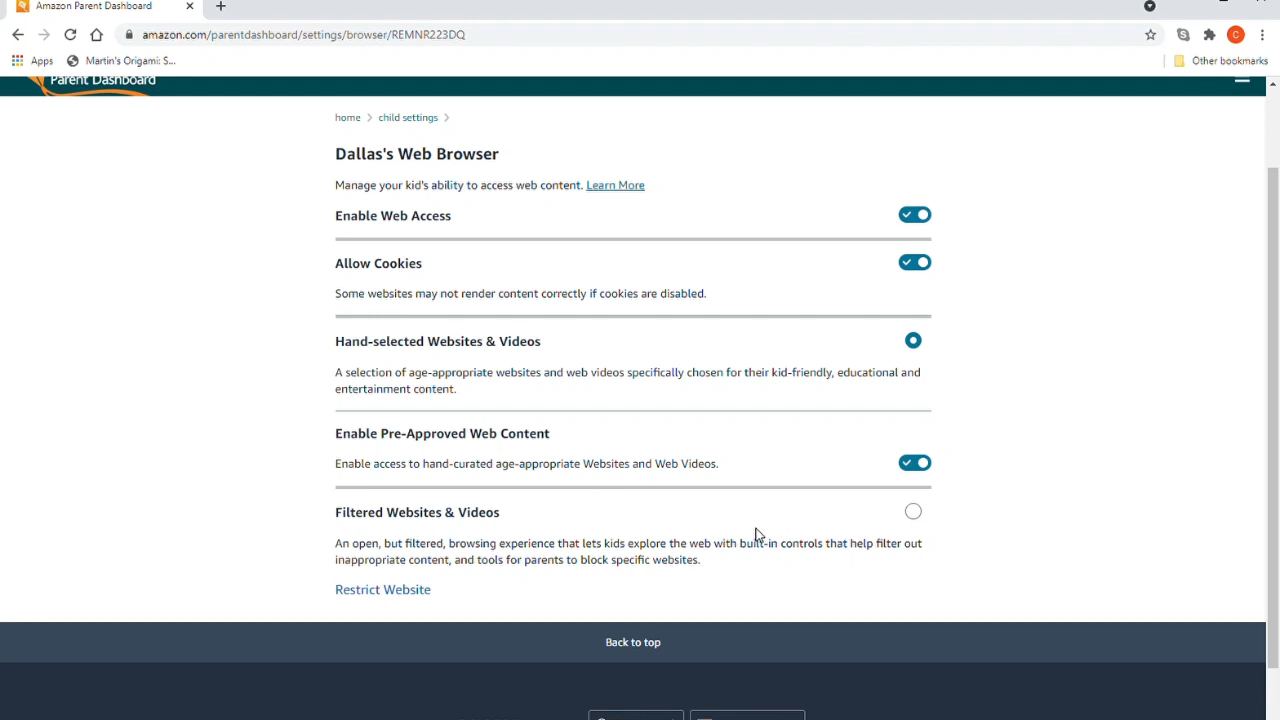 Amazon Parent Dashboard
amazon.com/parentdashboard/settings/browser/REMNR223DQ
C
Apps
Martin's Origami: S...
Other bookmarks
Parent Dashboard
home > child settings >
Dallas's Web Browser
Manage your kid's ability to access web content. Learn More
Enable Web Access
Allow Cookies
Some websites may not render content correctly if cookies are disabled.
Hand-selected Websites & Videos
A selection of age-appropriate websites and web videos specifically chosen for their kid-friendly, educational and
entertainment content.
Enable Pre-Approved Web Content
Enable access to hand-curated age-appropriate Websites and Web Videos.
Filtered Websites & Videos
An open, but filtered, browsing experience that lets kids explore the web with built-in controls that help filter out
inappropriate content, and tools for parents to block specific websites.
Restrict Website
Back to top